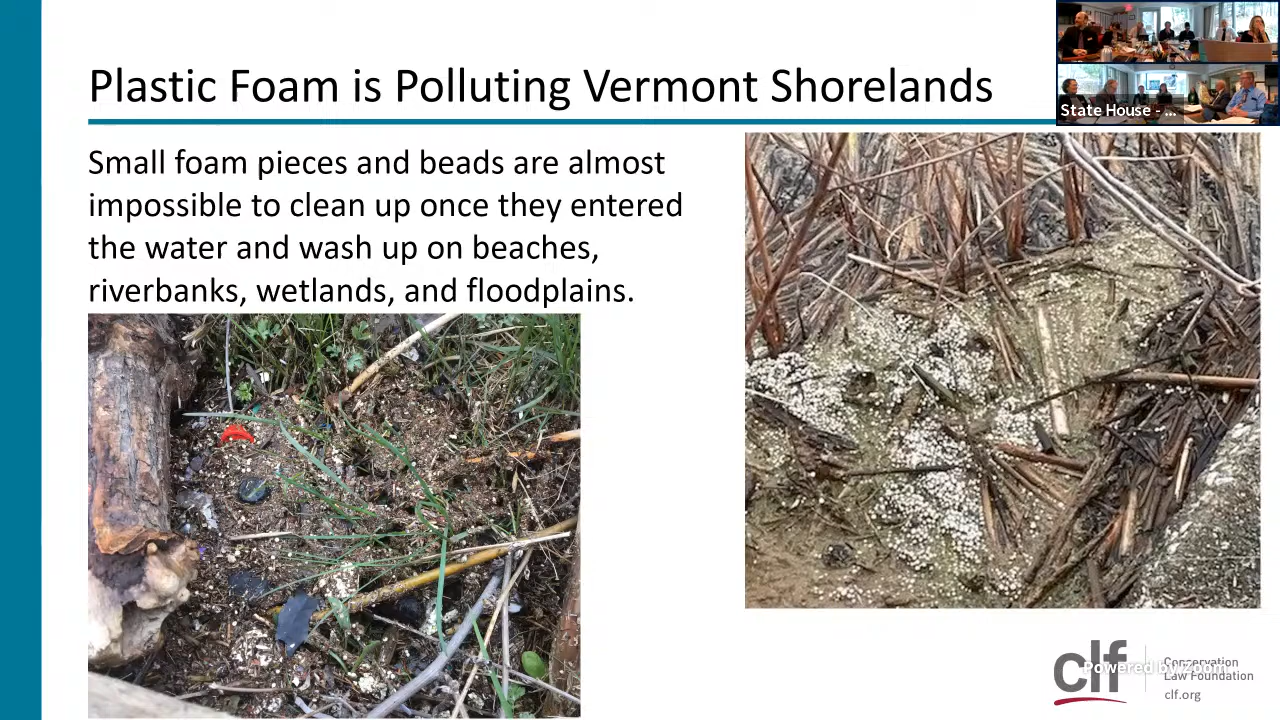 Plastic Foam is Polluting Vermont Shorelands
State House - ...
Small foam pieces and beads are almost
impossible to clean up once they entered
the water and wash up on beaches,
riverbanks, wetlands, and floodplains.
clf
Conservation
Law Foundation
clf.org
Powered by Zoom